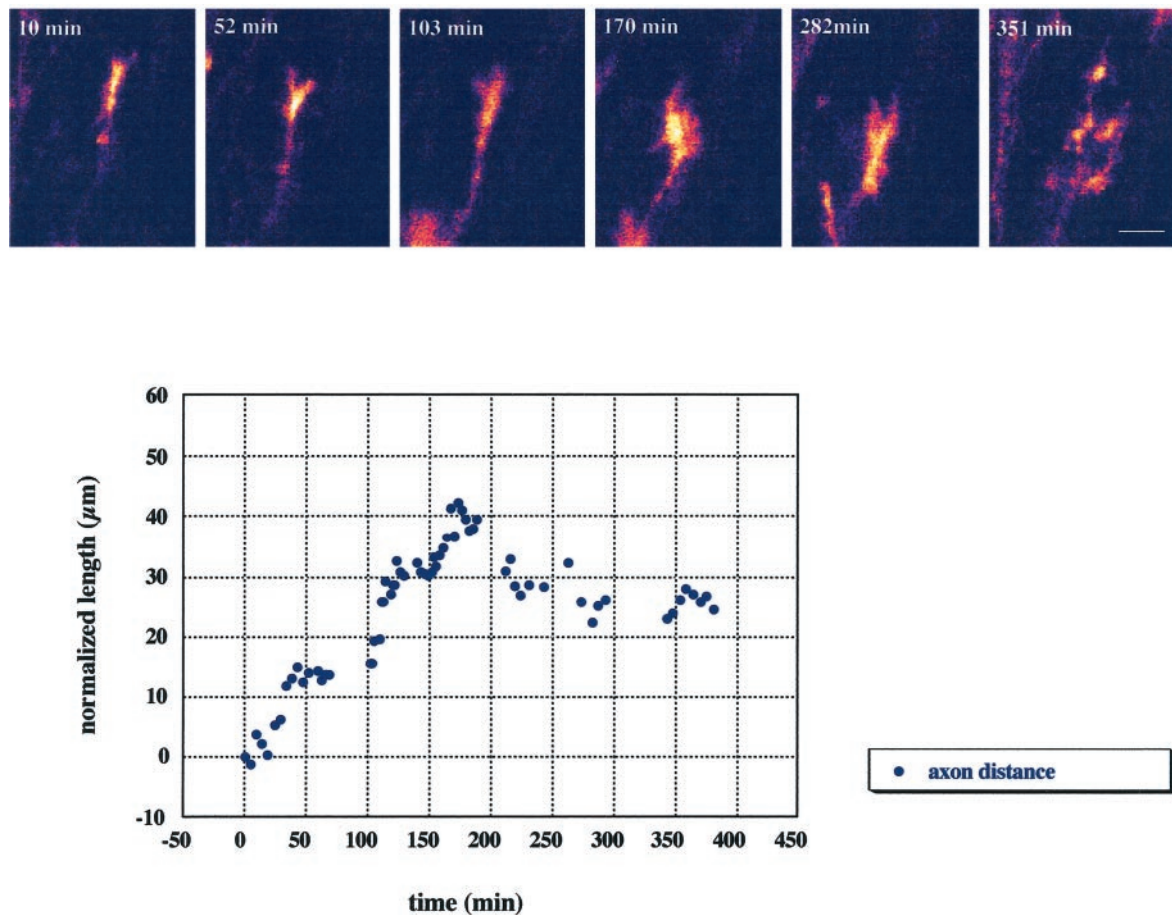 10 min 52 min 103 min 170 min 282min 351 min
60
50
40
30
20
10
0
-10
normalized length (µm)
-50 0 50 100 150 200 250 300 350 400 450
time (min)
axon distance